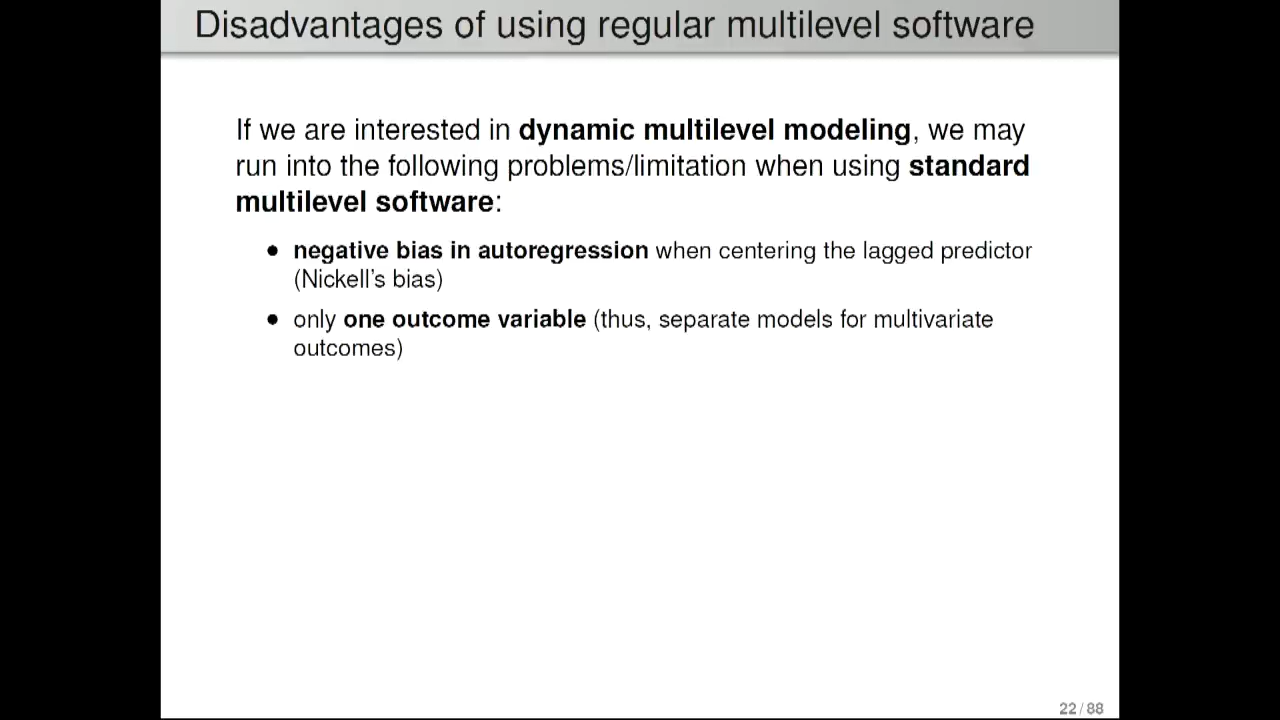 Disadvantages of using regular multilevel software
If we are interested in dynamic multilevel modeling, we may
run into the following problems/limitation when using standard
multilevel software:
• negative bias in autoregression when centering the lagged predictor
(Nickell's bias)
• only one outcome variable (thus, separate models for multivariate
outcomes)
22 / 88